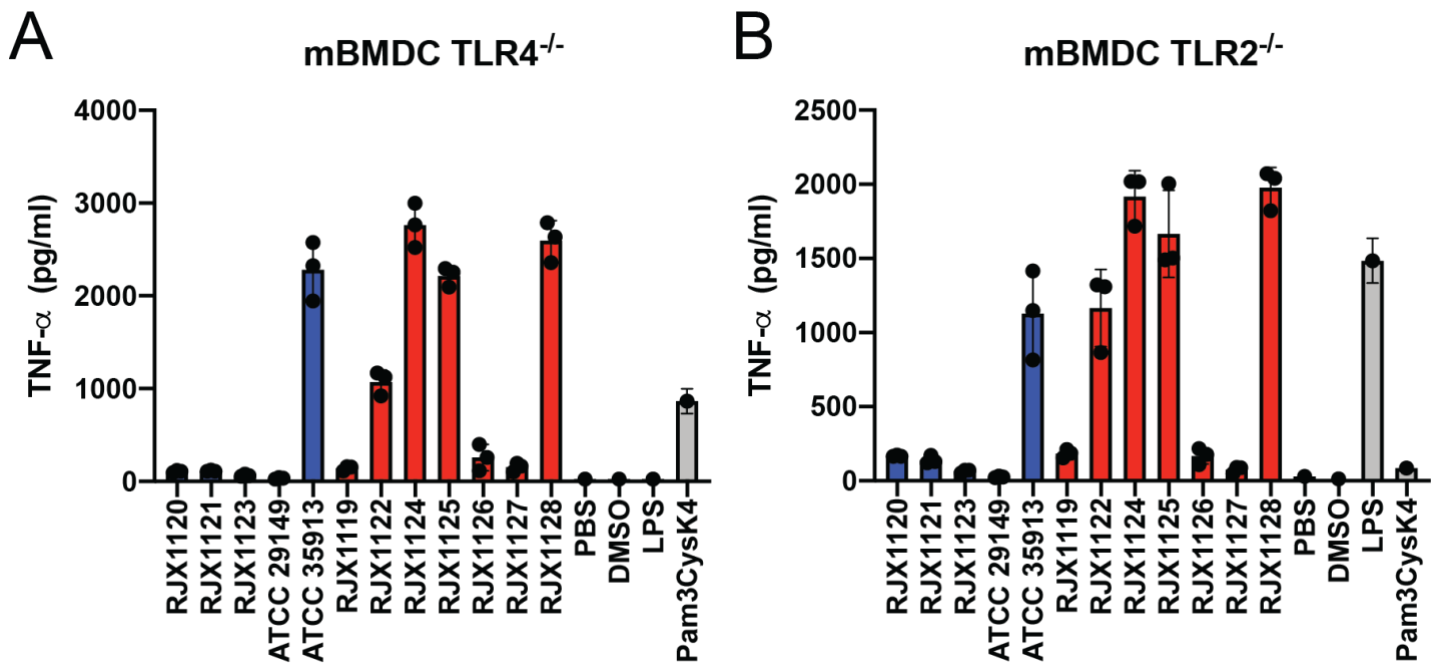 A
mBMDC TLR4-/-
4000
3000
2000
1000
0
TNF-α (pg/ml)
RJX1120
RJX1121
RJX1123
ATCC 29149
ATCC 35913
RJX1119
RJX1122
RJX1124
RJX1125
RJX1126
RJX1127
RJX1128
PBS
DMSO
LPS
Pam3CysK4
B
mBMDC TLR2-/-
2500
2000
1500
1000
500
0
TNF-α (pg/ml)
RJX1120
RJX1121
RJX1123
ATCC 29149
ATCC 35913
RJX1119
RJX1122
RJX1124
RJX1125
RJX1126
RJX1127
RJX1128
PBS
DMSO
LPS
Pam3CysK4